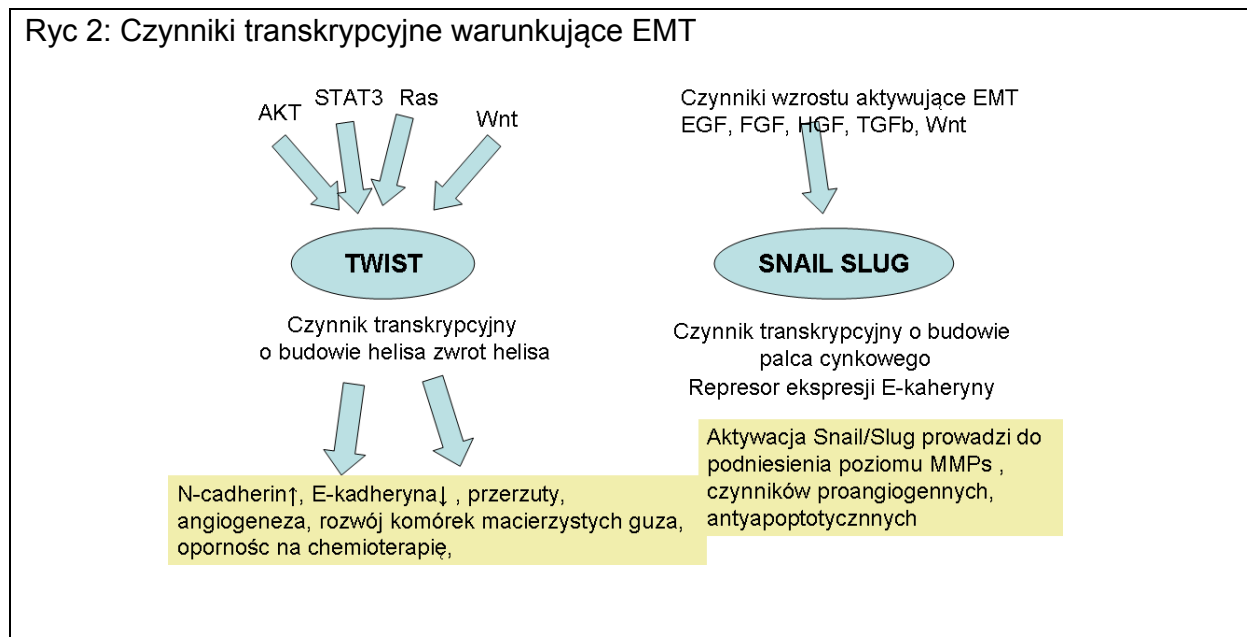 Ryc 2: Czynniki transkrypcyjne warunkujące EMT
AKT
STAT3
Ras
Wnt
TWIST
Czynnik transkrypcyjny
o budowie helisa zwrot helisa
N-cadherin↑, E-kadheryna↓ , przerzuty,
angiogeneza, rozwój komórek macierzystych guza,
opornośc na chemioterapię,
Czynniki wzrostu aktywujące EMT
EGF, FGF, HGF, TGFb, Wnt
SNAIL SLUG
Czynnik transkrypcyjny o budowie
palca cynkowego
Represor ekspresji E-kaheryny
Aktywacja Snail/Slug prowadzi do
podniesienia poziomu MMPs ,
czynników proangiogennych,
antyapoptotycznnych